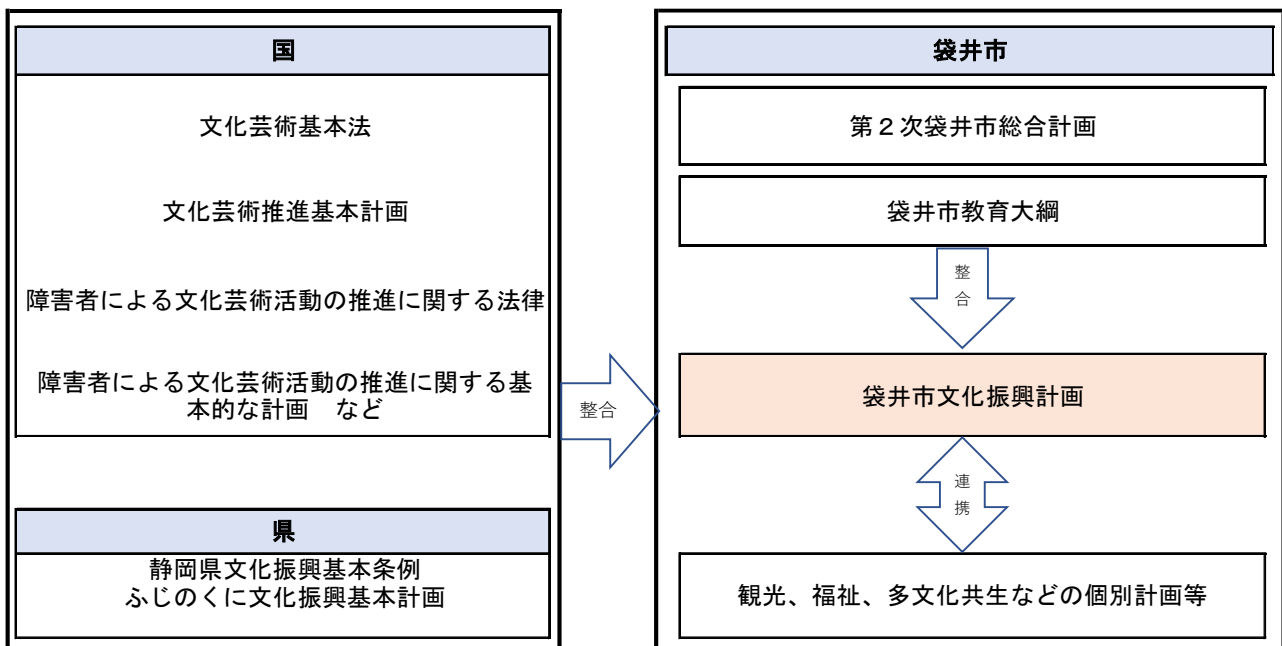 国
文化芸術基本法
文化芸術推進基本計画
障害者による文化芸術活動の推進に関する法律
障害者による文化芸術活動の推進に関する基
本的な計画　など
県
静岡県文化振興基本条例
ふじのくに文化振興基本計画
整合
袋井市
第２次袋井市総合計画
袋井市教育大綱
整
合
袋井市文化振興計画
連
携
観光、福祉、多文化共生などの個別計画等